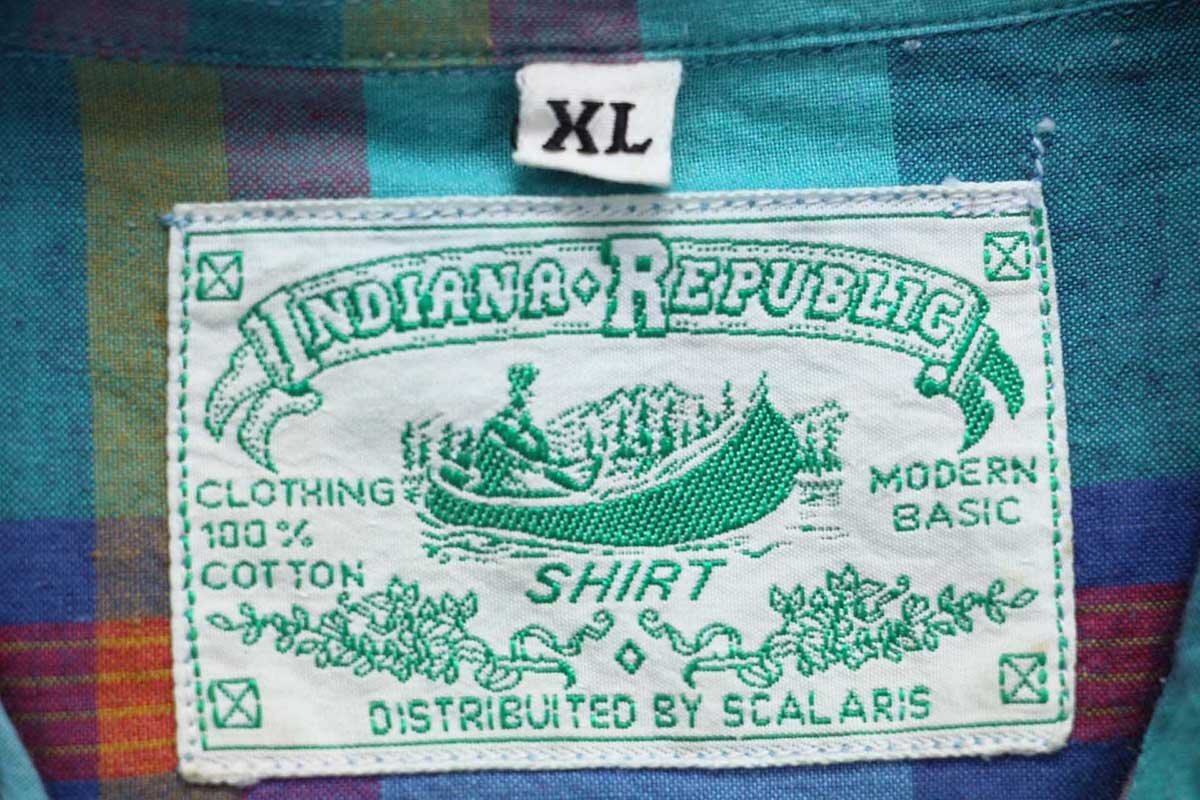 XL
INDIANA REPUBLIC
CLOTHING
100%
COTTON
MODERN
BASIC
SHIRT
DISTRIBUITED BY SCALARIS